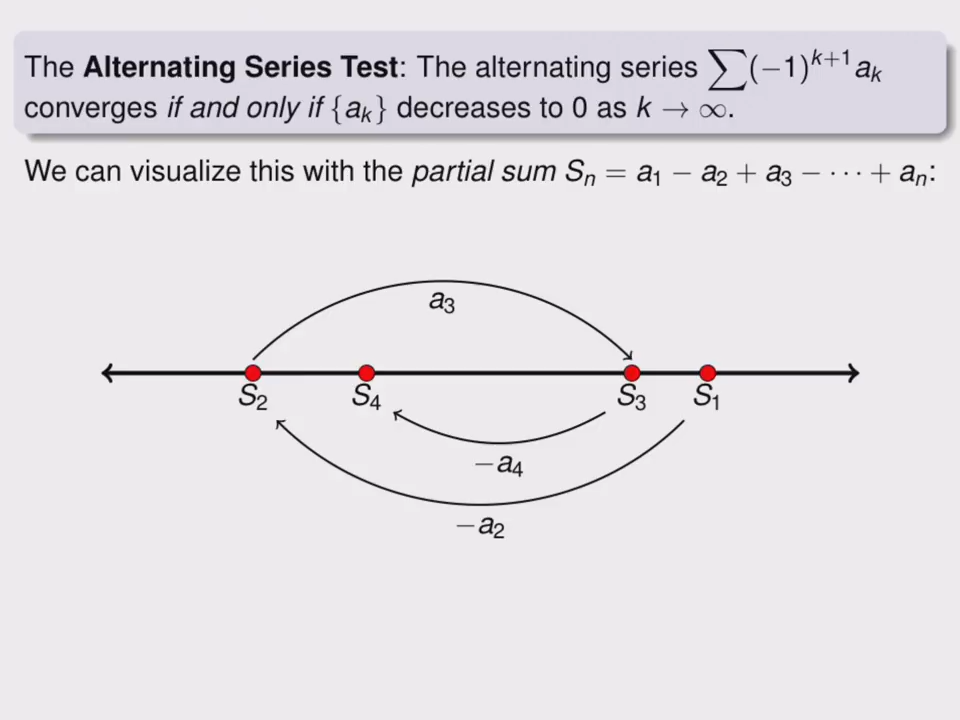 The Alternating Series Test: The alternating series ∑(−1)^{k+1} a_k
converges if and only if {a_k} decreases to 0 as k → ∞.
We can visualize this with the partial sum S_n = a_1 − a_2 + a_3 − ··· + a_n:
a_3
S_2 S_4 S_3 S_1
−a_4
−a_2